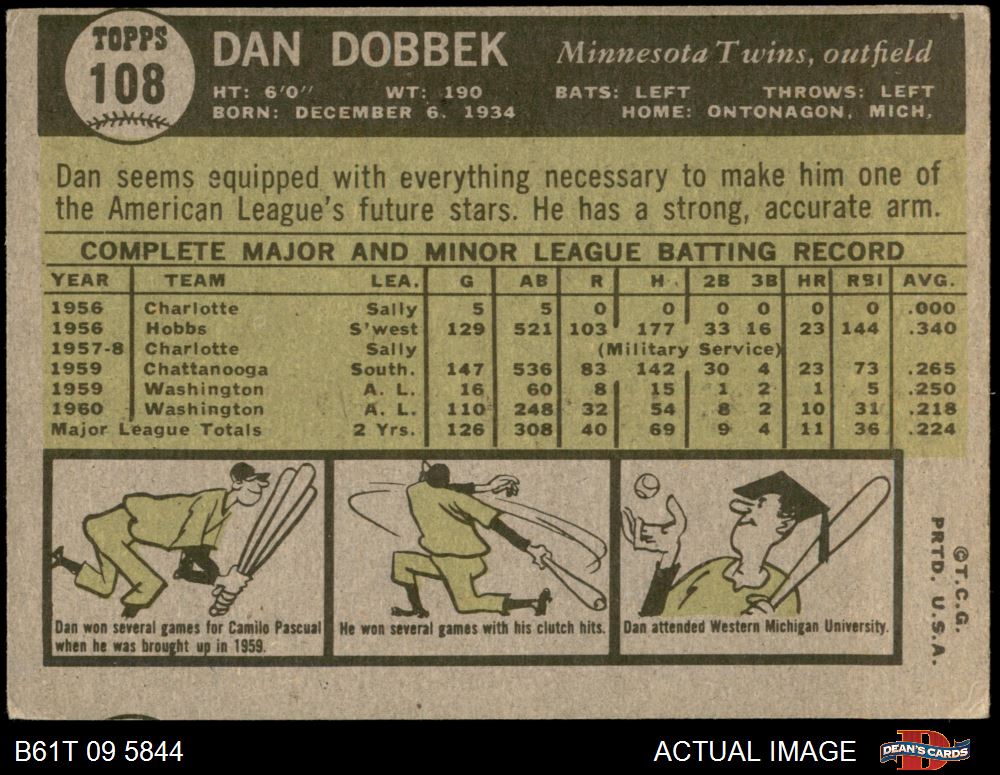 TOPPS
108
DAN DOBBEK Minnesota Twins, outfield
HT: 6'0" WT: 190 BATS: LEFT THROWS: LEFT
BORN: DECEMBER 6, 1934 HOME: ONTONAGON, MICH,
Dan seems equipped with everything necessary to make him one of
the American League's future stars. He has a strong, accurate arm.
COMPLETE MAJOR AND MINOR LEAGUE BATTING RECORD
YEAR TEAM LEA. G AB R H 2B 3B HR RBI AVG.
1956 Charlotte Sally 5 5 0 0 0 0 0 0 .000
1956 Hobbs S'west 129 521 103 177 33 16 23 144 .340
1957-8 Charlotte Sally (Military Service)
1959 Chattanooga South. 147 536 83 142 30 4 23 73 .265
1959 Washington A. L. 16 60 8 15 1 2 1 5 .250
1960 Washington A. L. 110 248 32 54 8 2 10 31 .218
Major League Totals 2 Yrs. 126 308 40 69 9 4 11 36 .224
Dan won several games for Camilo Pascual
when he was brought up in 1959.
He won several games with his clutch hits.
Dan attended Western Michigan University.
©T.C.G.
PRTD. U.S.A.
B61T 09 5844 ACTUAL IMAGE
DEAN'S CARDS